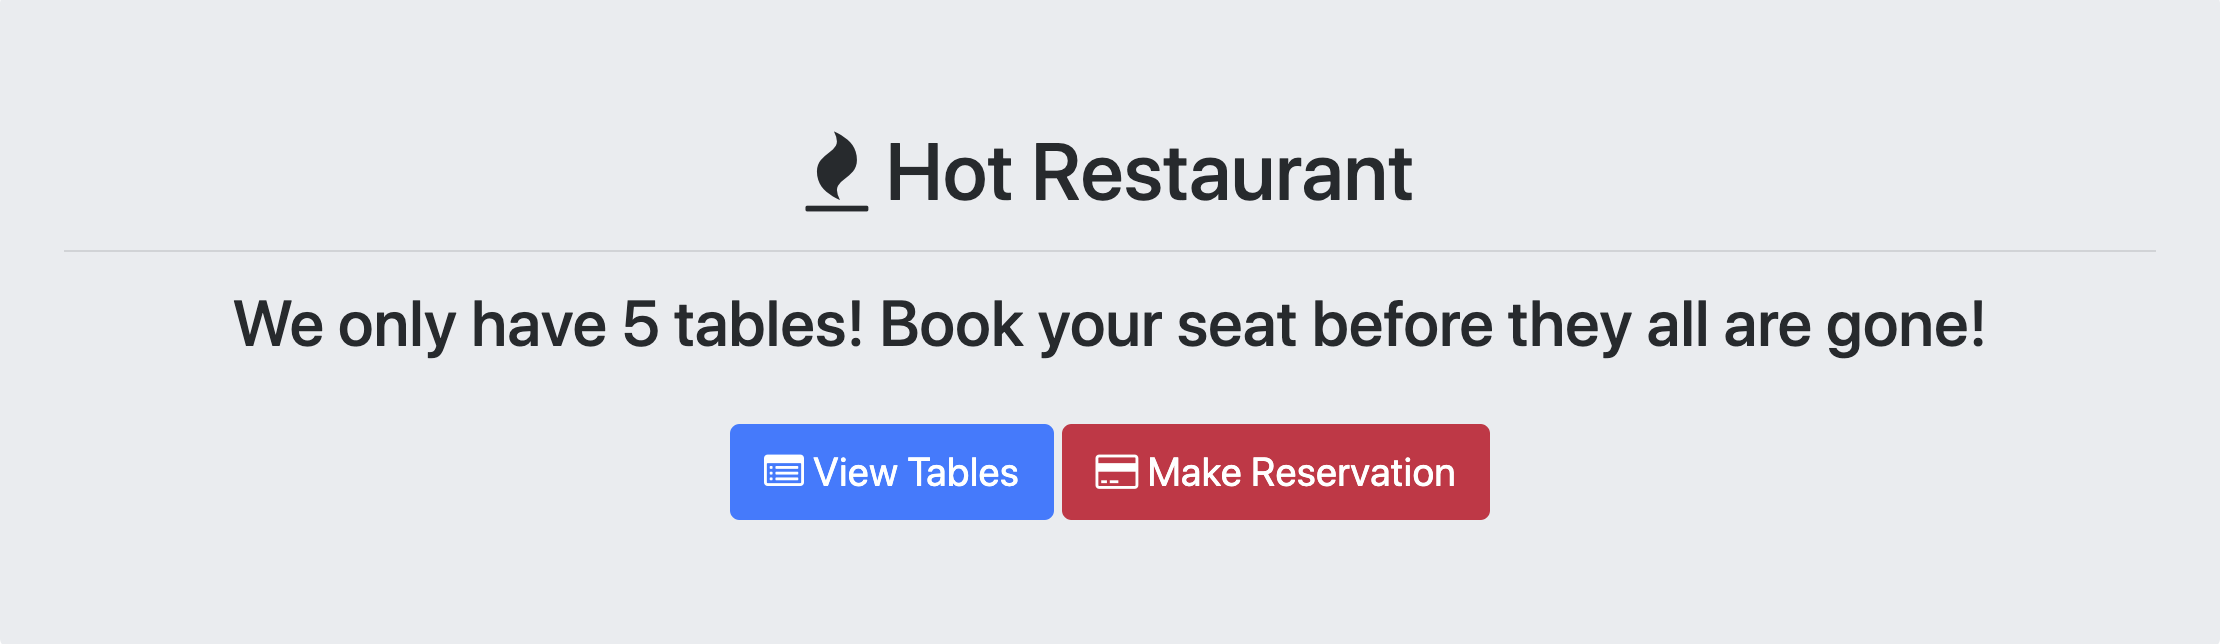 Hot Restaurant
We only have 5 tables! Book your seat before they all are gone!
View Tables
Make Reservation